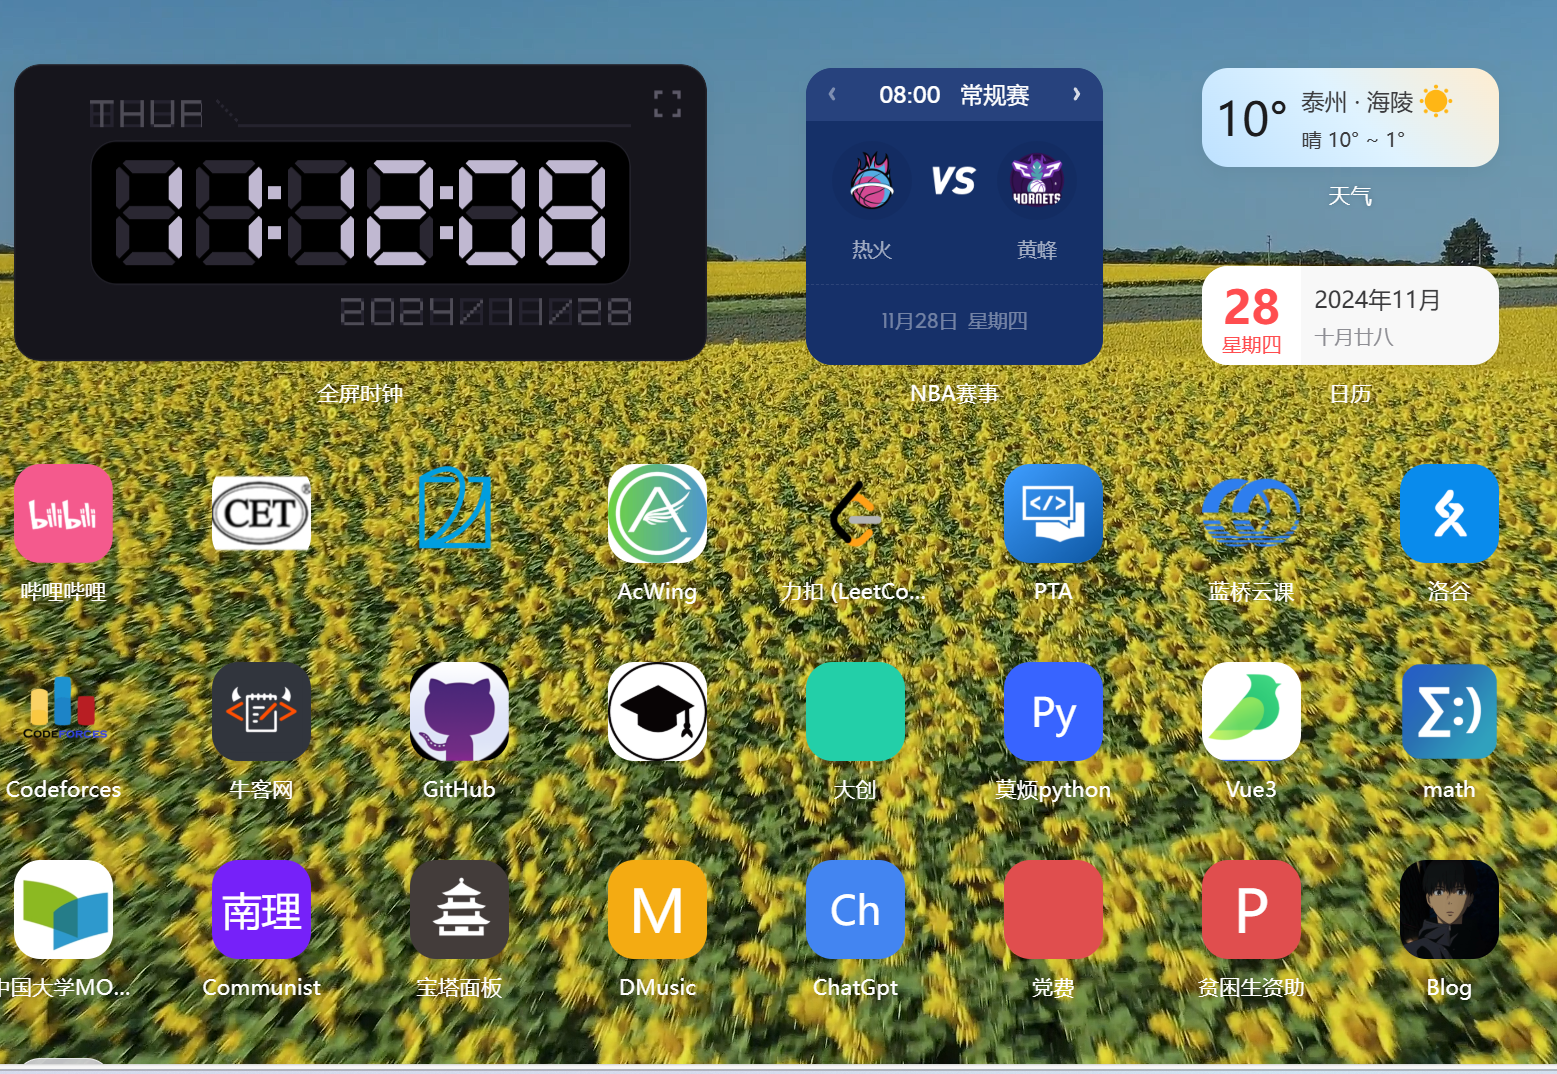 THUR
11:12:09
2024/11/28
全屏时钟
08:00 常规赛
VS
HORNETS
热火
黄蜂
11月28日 星期四
NBA赛事
10°
泰州 · 海陵
晴 10° ~ 1°
天气
28
星期四
2024年11月
十月廿八
日历
bilibili
CET
</>
哔哩哔哩
AcWing
力扣 (LeetCo...
PTA
蓝桥云课
洛谷
CODEFORCES
Py
Σ:)
Codeforces
牛客网
GitHub
大创
莫烦python
Vue3
math
南理
M
Ch
P
中国大学MO...
Communist
宝塔面板
DMusic
ChatGpt
党费
贫困生资助
Blog